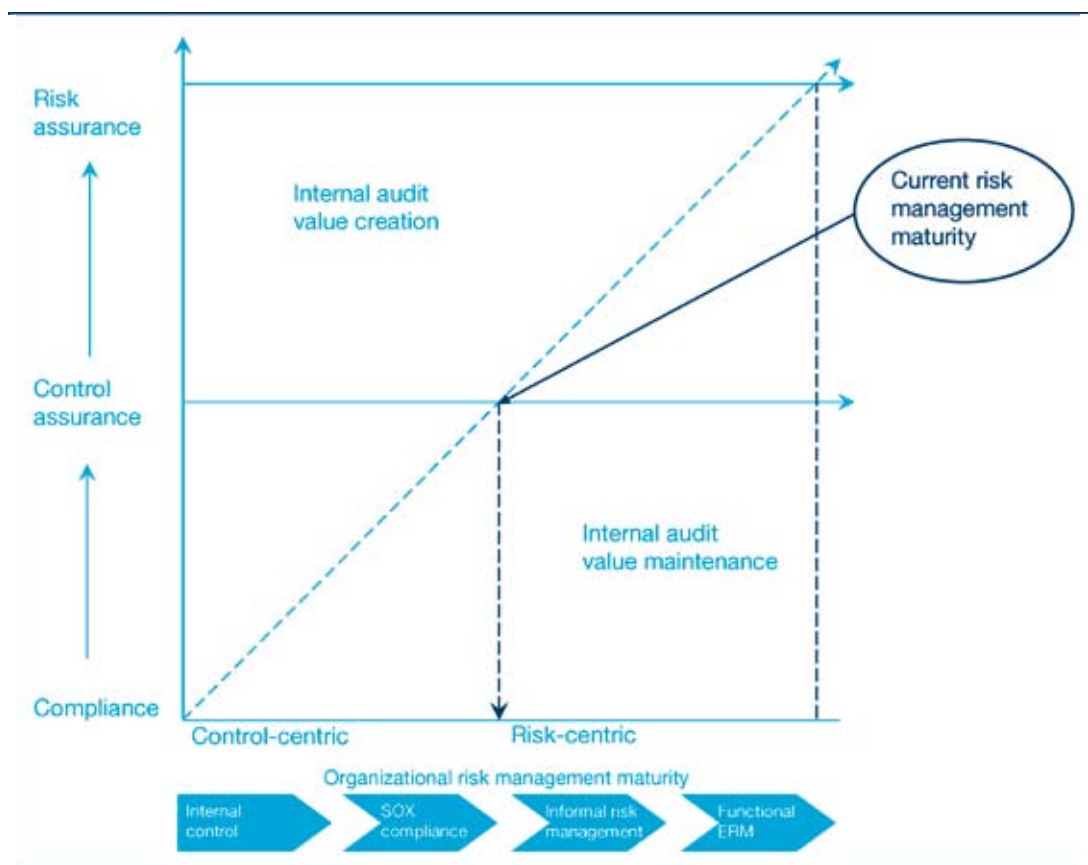 Risk
assurance
Internal audit
value creation
Current risk
management
maturity
Control
assurance
Internal audit
value maintenance
Compliance
Control-centric
Risk-centric
Organizational risk management maturity
Internal
control
SOX
compliance
Informal risk
management
Functional
ERM